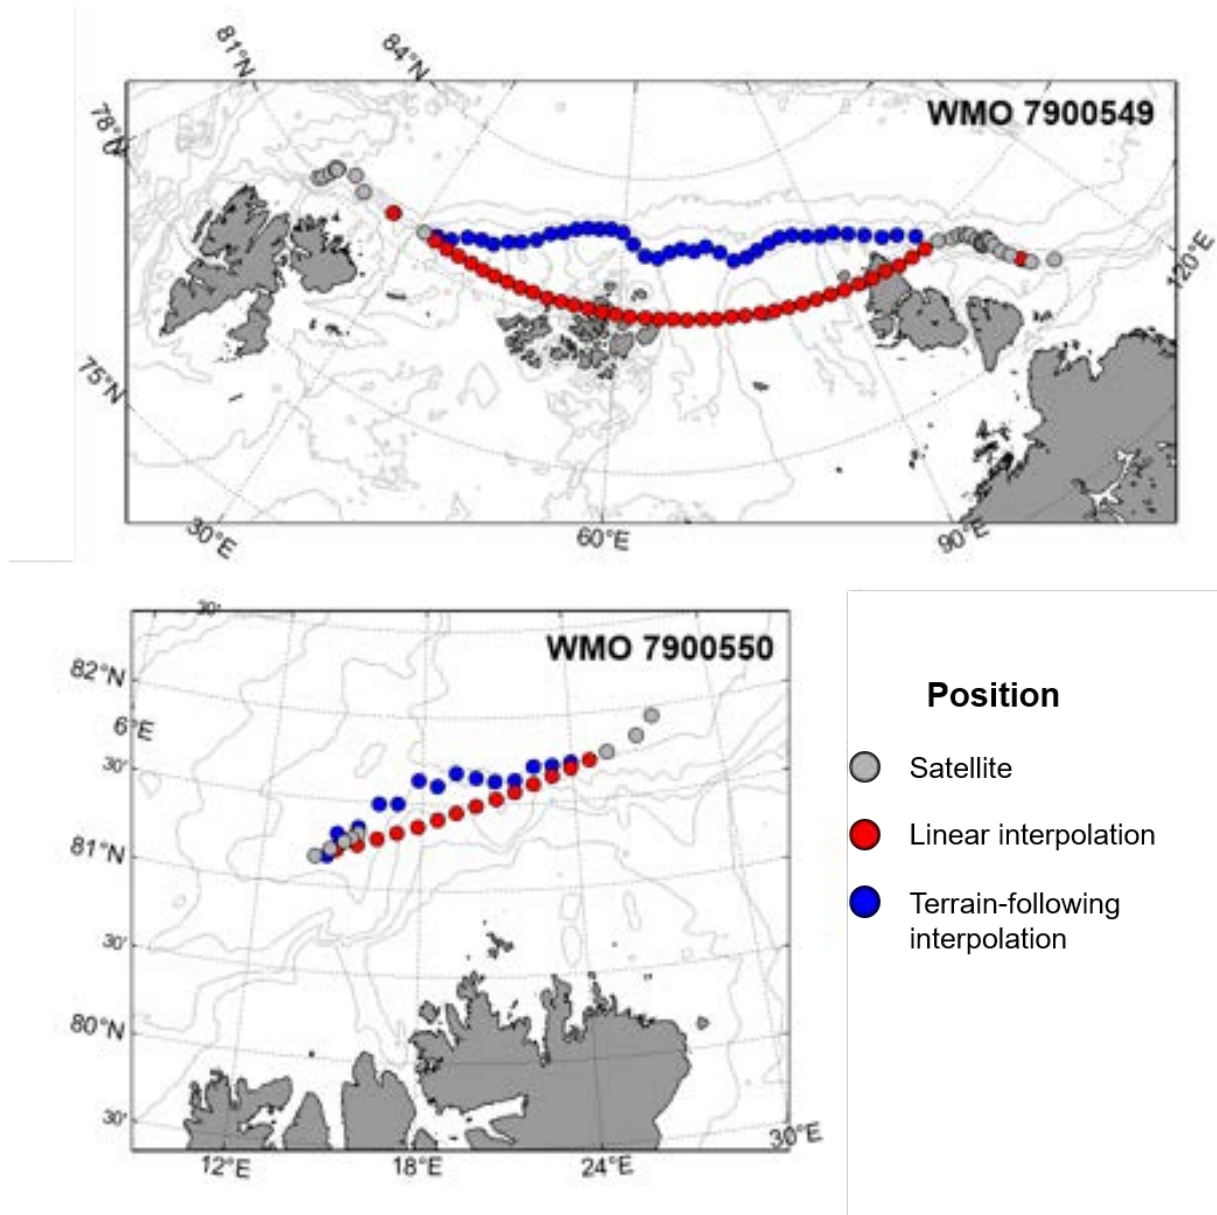 81°N
84°N
78°N
WMO 7900549
120°E
75°N
30°E
60°E
90°E
30'
WMO 7900550
82°N
6°E
30'
81°N
30'
80°N
30'
12°E
18°E
24°E
30°E
Position
Satellite
Linear interpolation
Terrain-following
interpolation